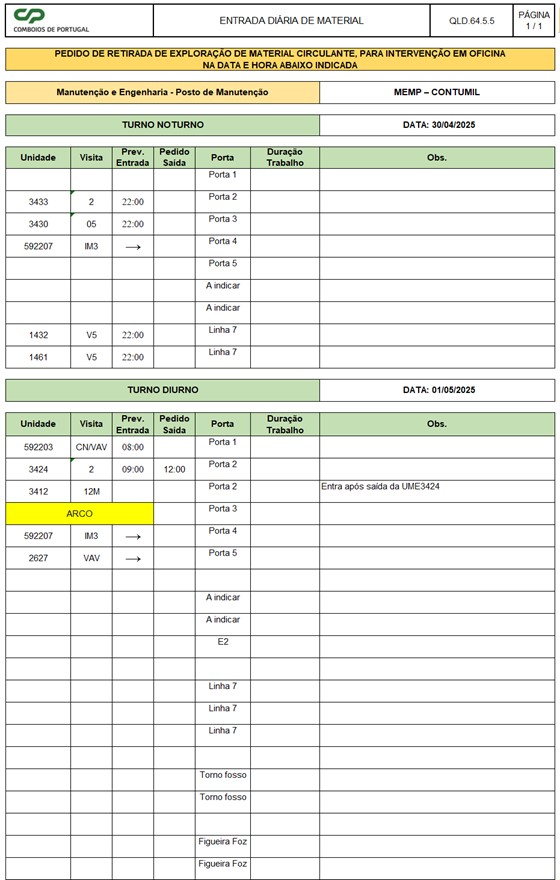 CP
COMBOIOS DE PORTUGAL
ENTRADA DIÁRIA DE MATERIAL
QLD.64.5.5
PÁGINA
1 / 1
PEDIDO DE RETIRADA DE EXPLORAÇÃO DE MATERIAL CIRCULANTE, PARA INTERVENÇÃO EM OFICINA
NA DATA E HORA ABAIXO INDICADA
Manutenção e Engenharia - Posto de Manutenção MEMP – CONTUMIL
TURNO NOTURNO DATA: 30/04/2025
Unidade Visita Prev. Entrada Pedido Saída Porta Duração Trabalho Obs.
Porta 1
3433 2 22:00 Porta 2
3430 05 22:00 Porta 3
592207 IM3 → Porta 4
Porta 5
A indicar
A indicar
1432 V5 22:00 Linha 7
1461 V5 22:00 Linha 7
TURNO DIURNO DATA: 01/05/2025
Unidade Visita Prev. Entrada Pedido Saída Porta Duração Trabalho Obs.
592203 CN/VAV 08:00 Porta 1
3424 2 09:00 12:00 Porta 2
3412 12M Porta 2 Entra após saída da UME3424
ARCO Porta 3
592207 IM3 → Porta 4
2627 VAV → Porta 5
A indicar
A indicar
E2
Linha 7
Linha 7
Linha 7
Torno fosso
Torno fosso
Figueira Foz
Figueira Foz